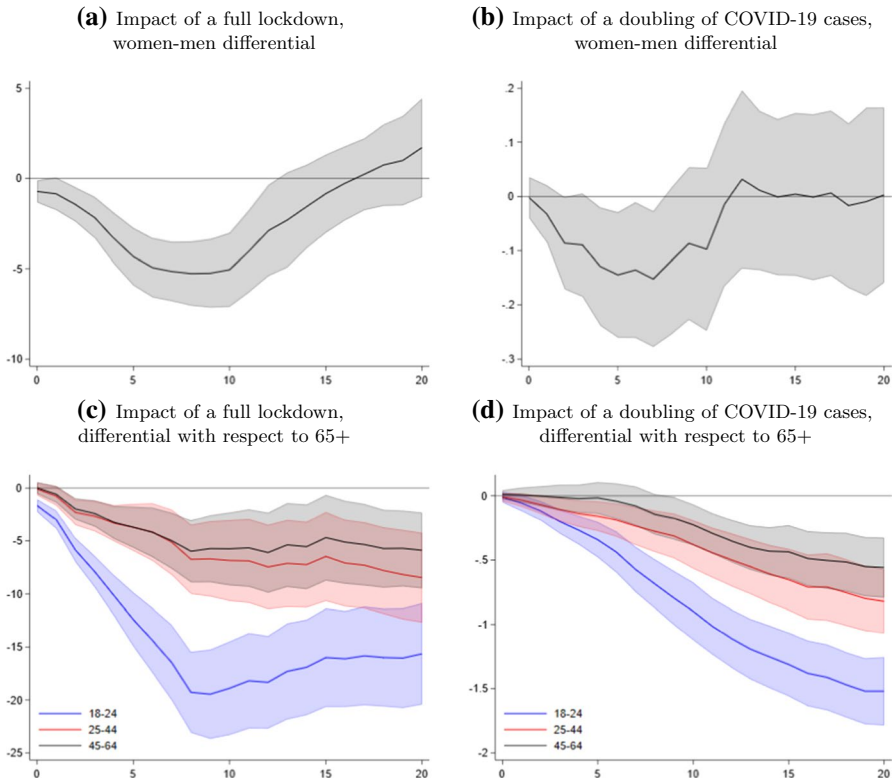 (a) Impact of a full lockdown,
women-men differential
5
0
-5
-10
0 5 10 15 20
(b) Impact of a doubling of COVID-19 cases,
women-men differential
.2
.1
0
-.1
-.2
-.3
0 5 10 15 20
(c) Impact of a full lockdown,
differential with respect to 65+
0
-5
-10
-15
-20
-25
18-24
25-44
45-64
0 5 10 15 20
(d) Impact of a doubling of COVID-19 cases,
differential with respect to 65+
0
-.5
-1
-1.5
-2
18-24
25-44
45-64
0 5 10 15 20